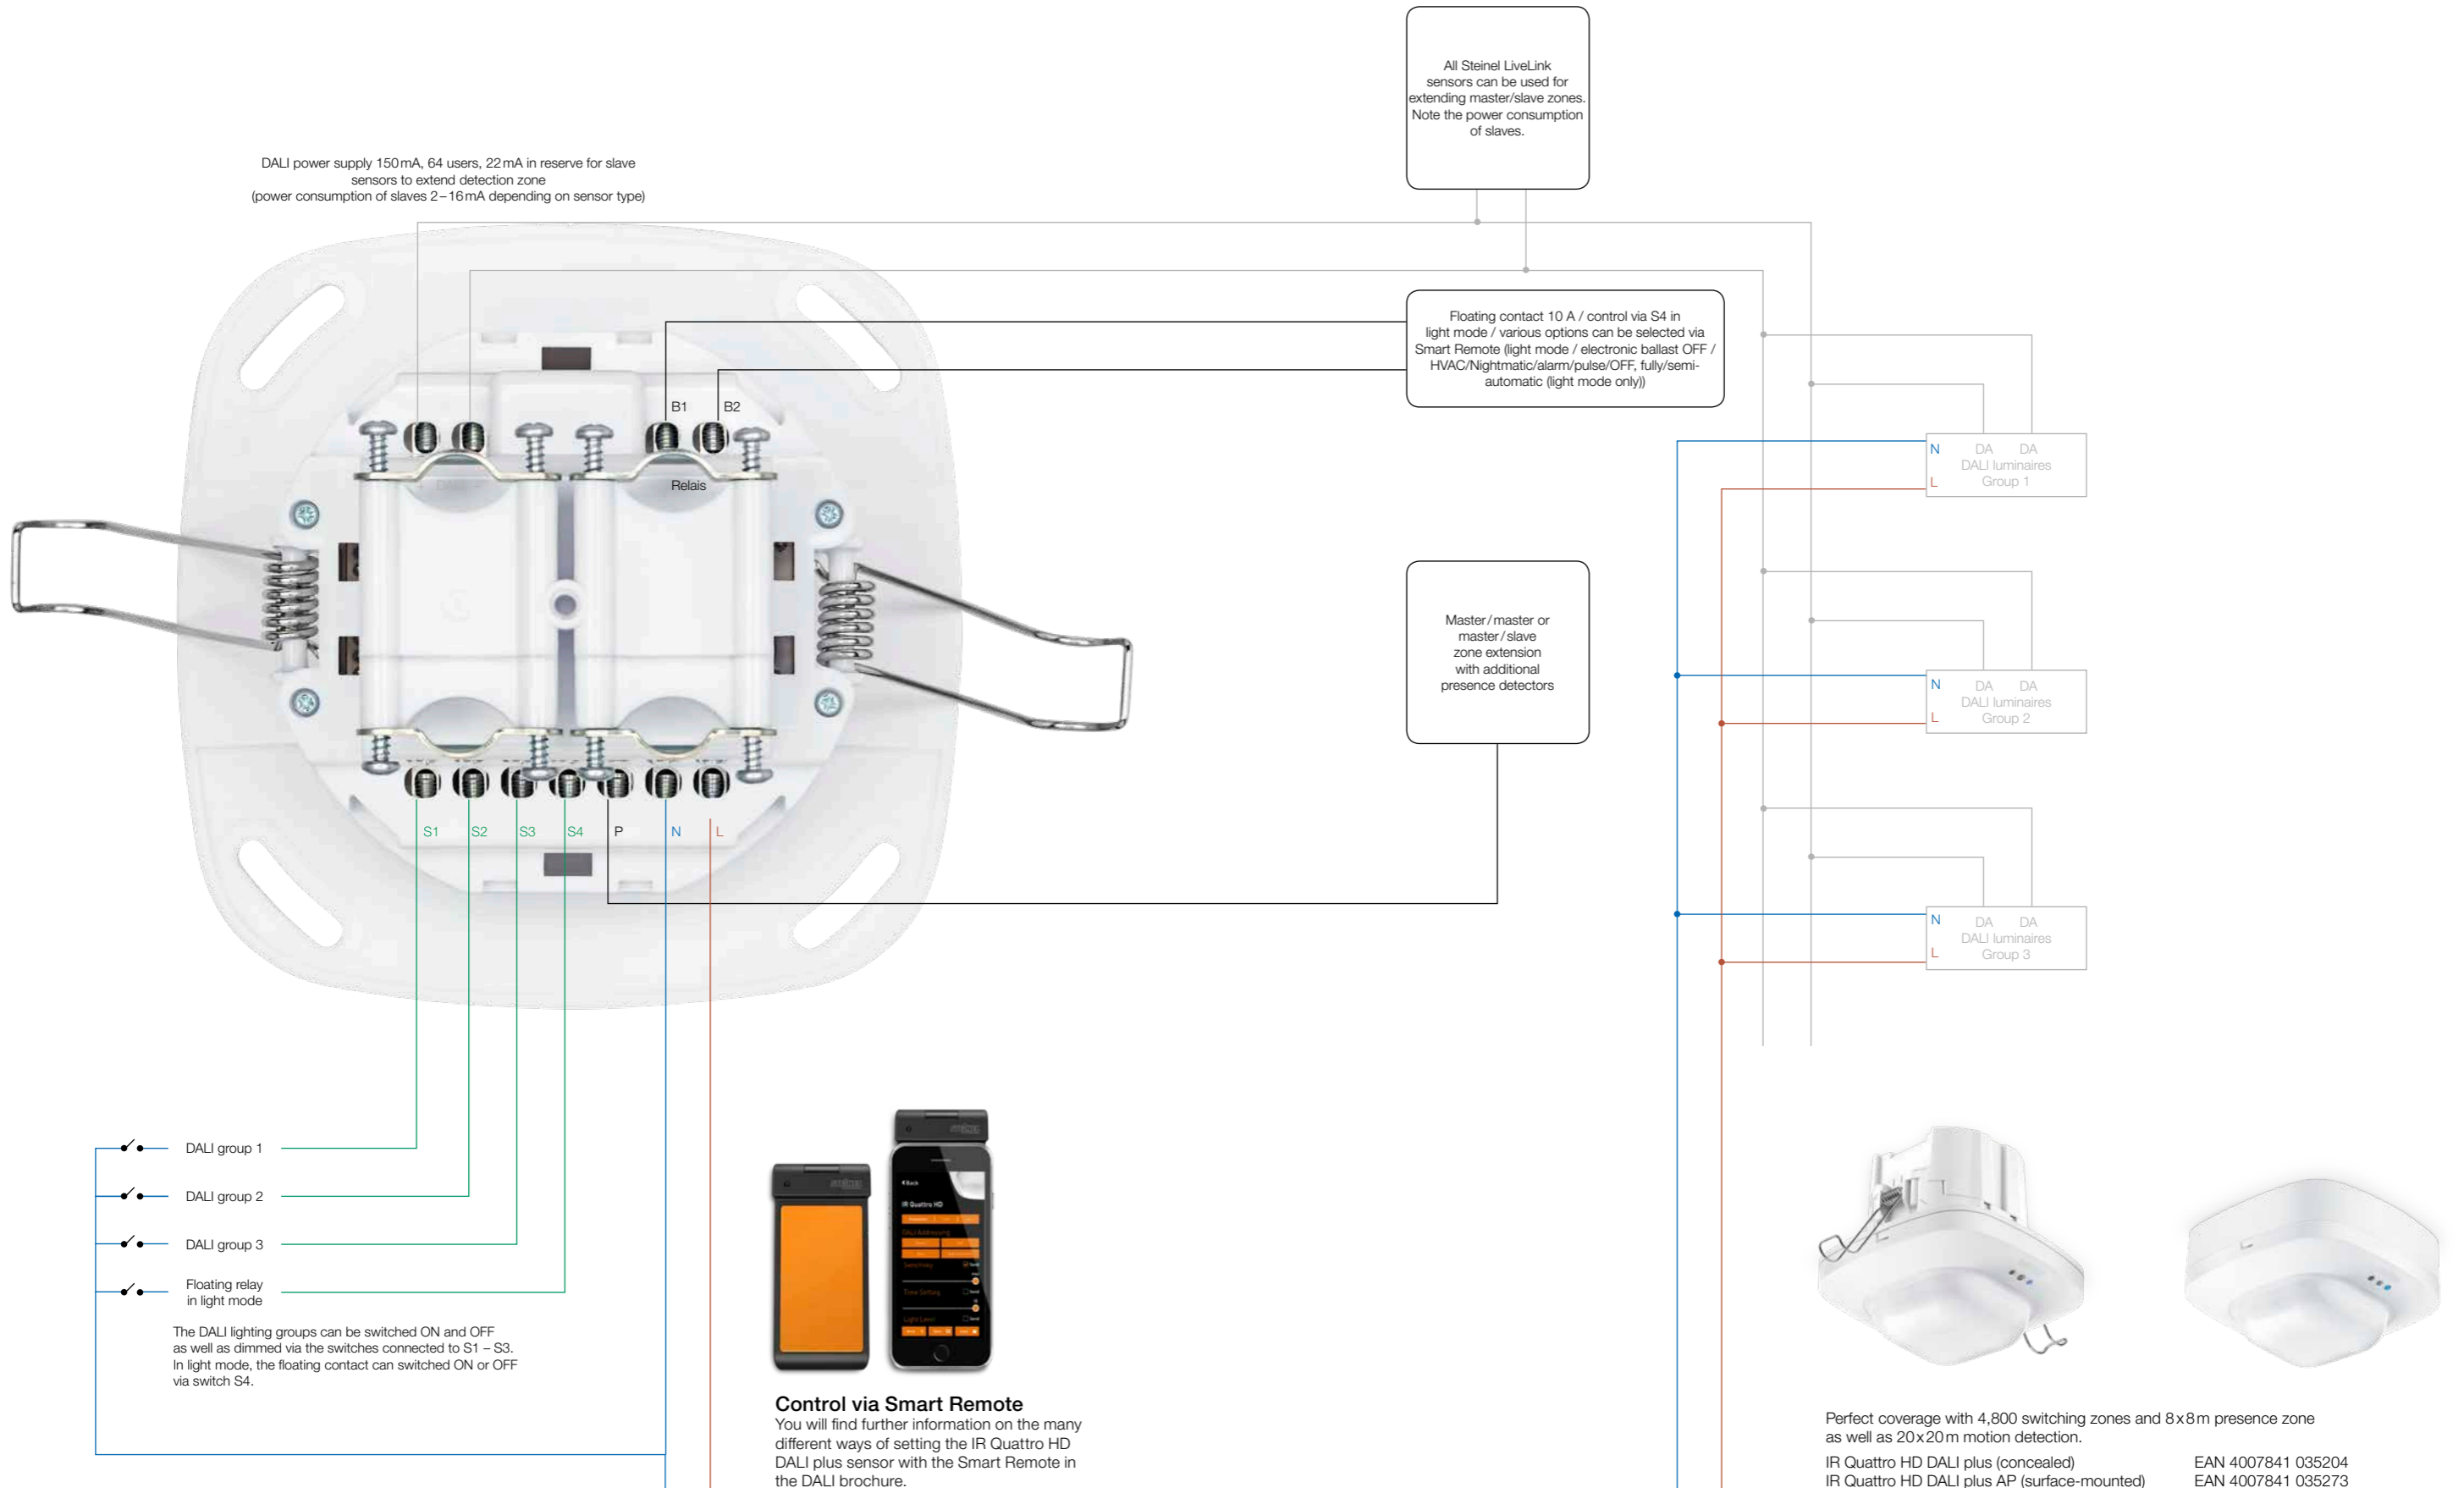 All Steinel LiveLink
sensors can be used for
extending master/slave zones.
Note the power consumption
of slaves.
DALI power supply 150 mA, 64 users, 22 mA in reserve for slave
sensors to extend detection zone
(power consumption of slaves 2–16 mA depending on sensor type)
Floating contact 10 A / control via S4 in
light mode / various options can be selected via
Smart Remote (light mode / electronic ballast OFF /
HVAC/Nightmatic/alarm/pulse/OFF, fully/semi-
automatic (light mode only))
B1 B2
Relais
N DA DA
DALI luminaires
L Group 1
Master/master or
master/slave
zone extension
with additional
presence detectors
N DA DA
DALI luminaires
L Group 2
S1 S2 S3 S4 P N L
N DA DA
DALI luminaires
L Group 3
DALI group 1
DALI group 2
DALI group 3
Floating relay
in light mode
The DALI lighting groups can be switched ON and OFF
as well as dimmed via the switches connected to S1 – S3.
In light mode, the floating contact can switched ON or OFF
via switch S4.
Back
IR Quattro HD
DALI Addressing
Sensitivity
Time Setting
Light Level
Control via Smart Remote
You will find further information on the many
different ways of setting the IR Quattro HD
DALI plus sensor with the Smart Remote in
the DALI brochure.
Perfect coverage with 4,800 switching zones and 8 x 8 m presence zone
as well as 20 x 20 m motion detection.
IR Quattro HD DALI plus (concealed) EAN 4007841 035204
IR Quattro HD DALI plus AP (surface-mounted) EAN 4007841 035273